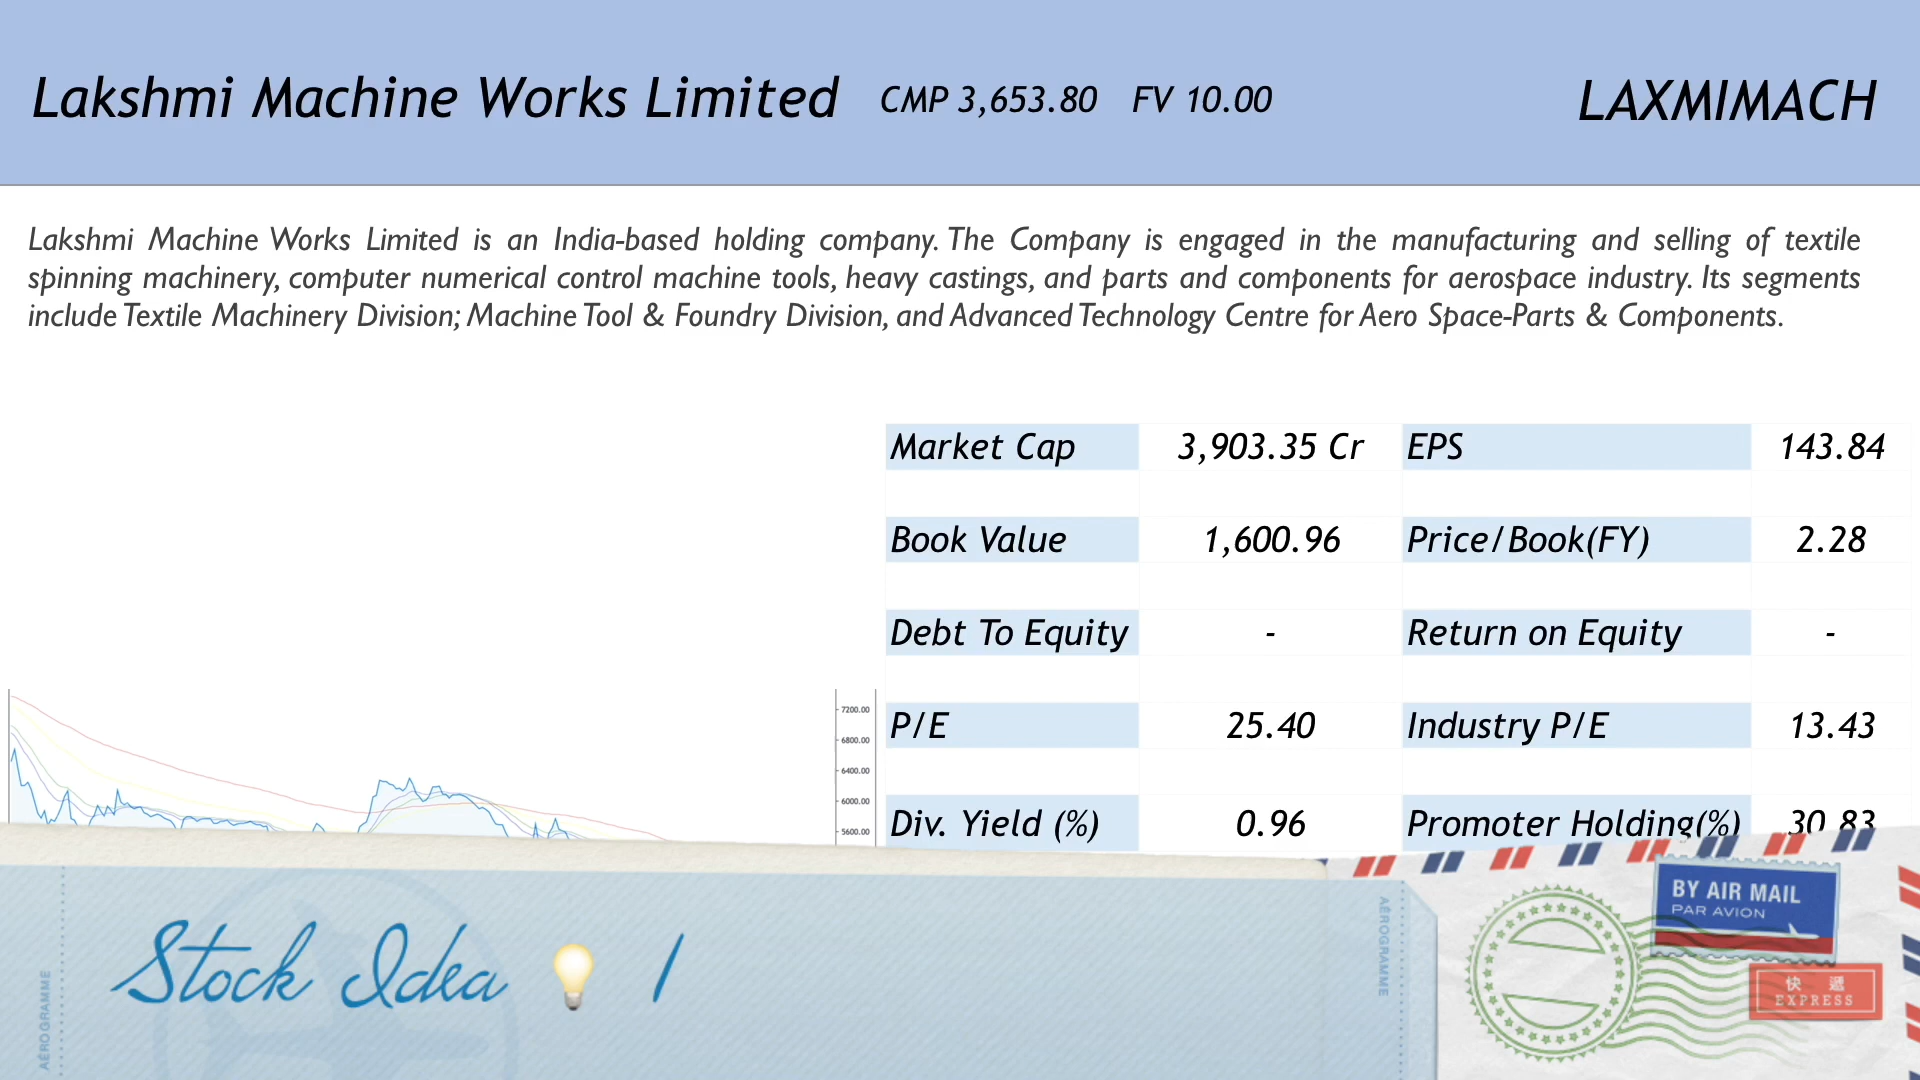 Lakshmi Machine Works Limited CMP 3,653.80 FV 10.00 LAXMIMACH
Lakshmi Machine Works Limited is an India-based holding company. The Company is engaged in the manufacturing and selling of textile
spinning machinery, computer numerical control machine tools, heavy castings, and parts and components for aerospace industry. Its segments
include Textile Machinery Division; Machine Tool & Foundry Division, and Advanced Technology Centre for Aero Space-Parts & Components.
Market Cap 3,903.35 Cr EPS 143.84
Book Value 1,600.96 Price/Book(FY) 2.28
Debt To Equity - Return on Equity -
P/E 25.40 Industry P/E 13.43
Div. Yield (%) 0.96 Promoter Holding(%) 30.83
7200.00
6800.00
6400.00
6000.00
5600.00
Stock Idea 💡 1
AÉROGRAMME
AÉROGRAMME
BY AIR MAIL
PAR AVION
快 遞
EXPRESS